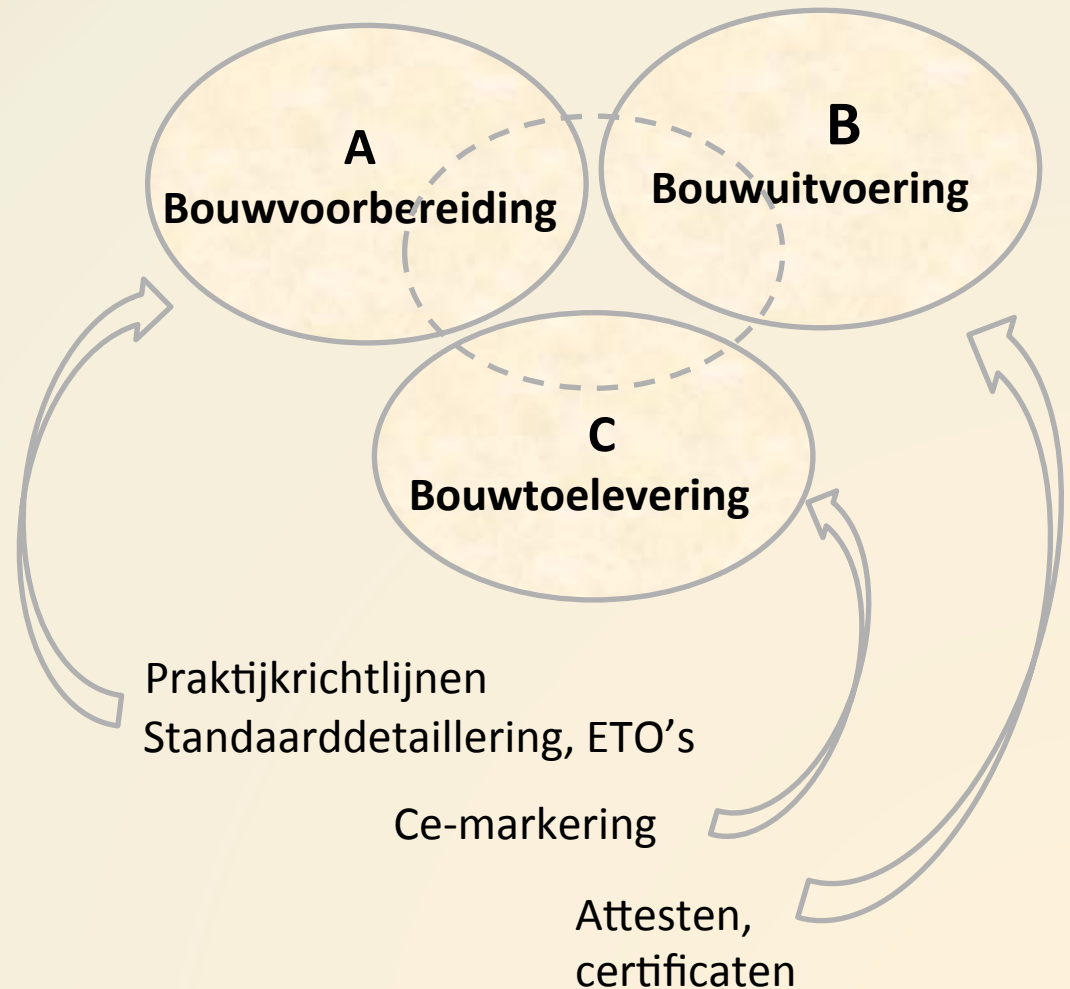 A
Bouwvoorbereiding
B
Bouwuitvoering
C
Bouwtoelevering
Praktijkrichtlijnen
Standaarddetaillering, ETO’s
Ce-markering
Attesten,
certificaten